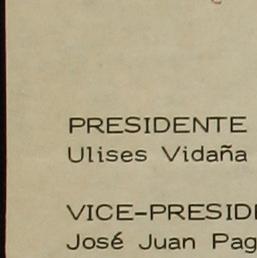 PRESIDENTE
Ulises Vidaña
VICE-PRESID
José Juan Pag